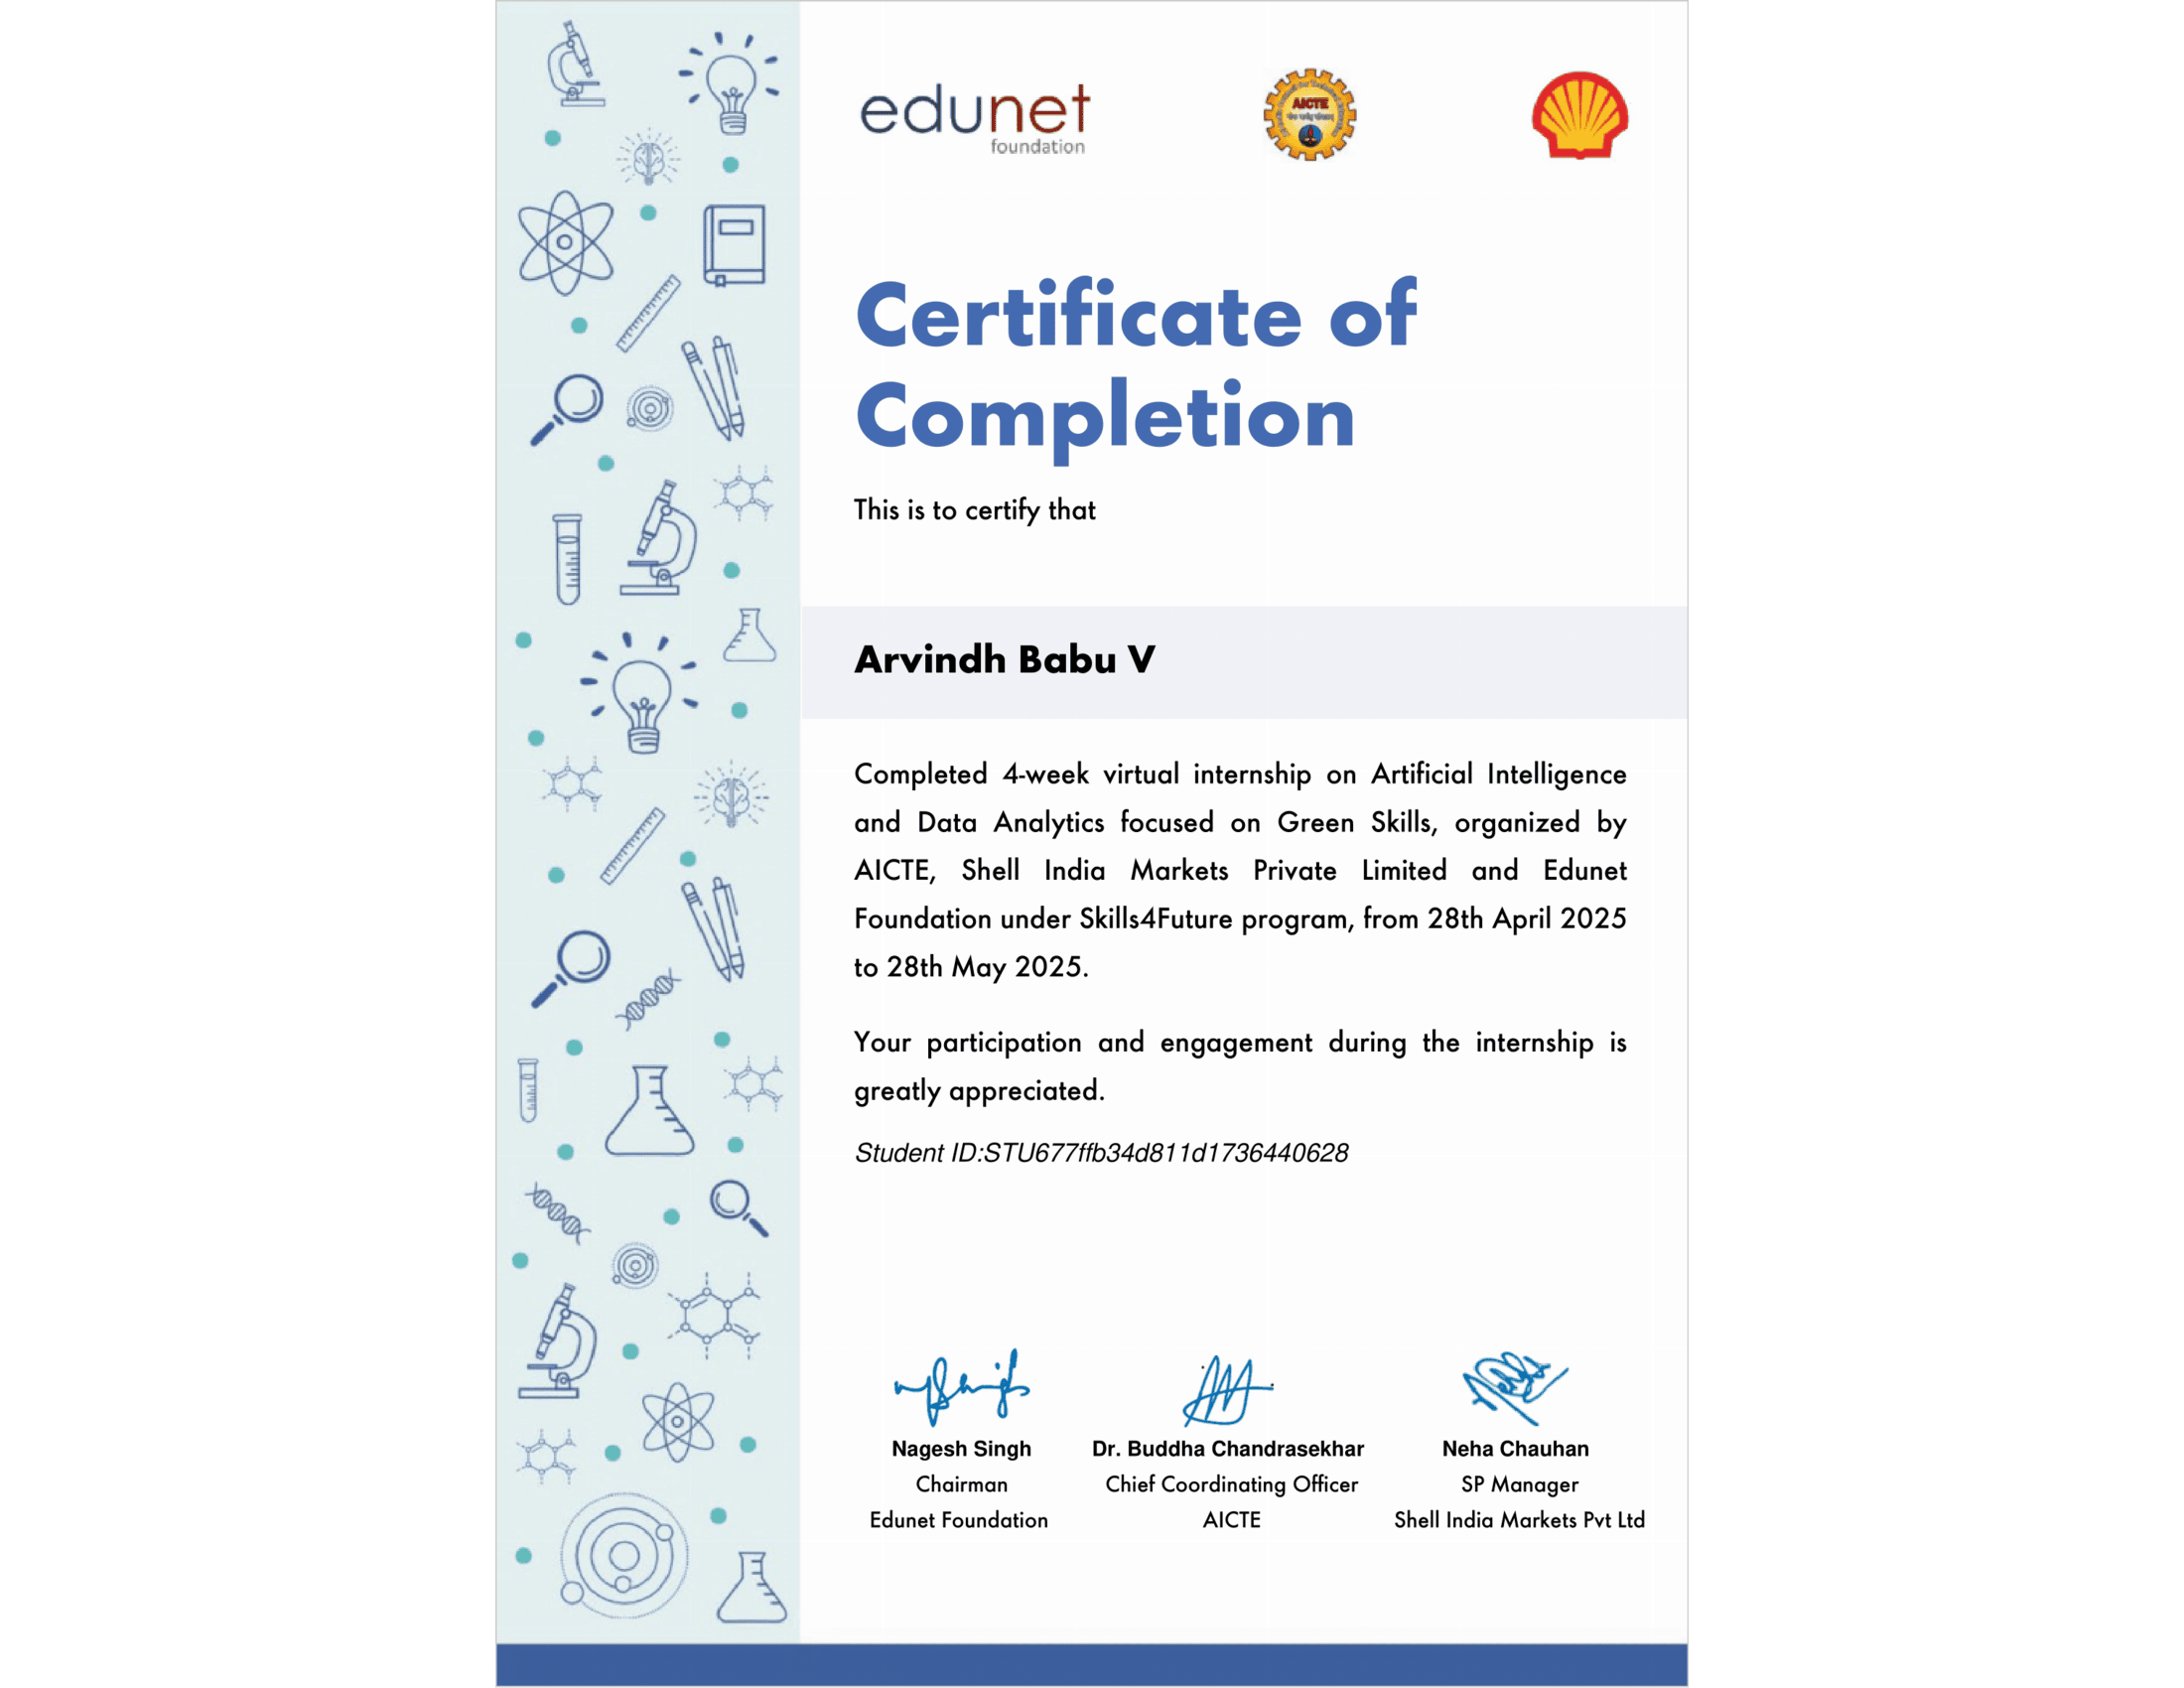 edunet
foundation
AICTE
Certificate of
Completion
This is to certify that
Arvindh Babu V
Completed 4-week virtual internship on Artificial Intelligence
and Data Analytics focused on Green Skills, organized by
AICTE, Shell India Markets Private Limited and Edunet
Foundation under Skills4Future program, from 28th April 2025
to 28th May 2025.
Your participation and engagement during the internship is
greatly appreciated.
Student ID:STU677ffb34d811d1736440628
Nagesh Singh
Dr. Buddha Chandrasekhar
Neha Chauhan
Chairman
Chief Coordinating Officer
SP Manager
Edunet Foundation
AICTE
Shell India Markets Pvt Ltd